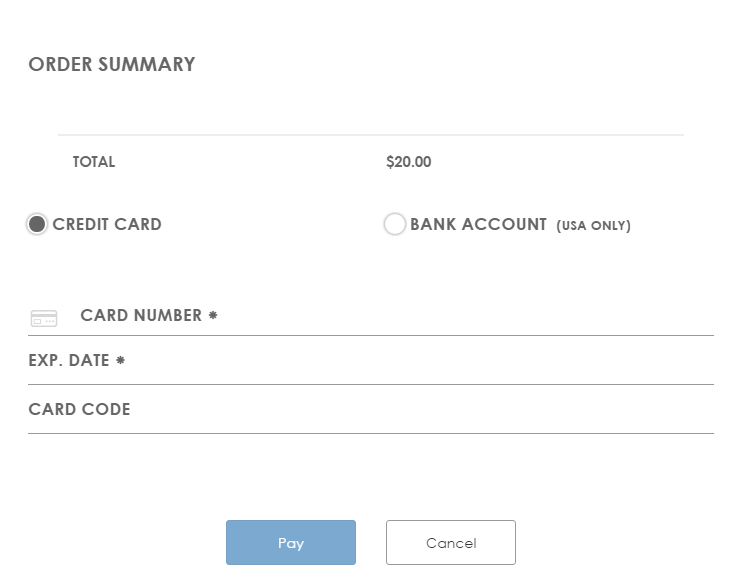 ORDER SUMMARY
TOTAL $20.00
CREDIT CARD BANK ACCOUNT (USA ONLY)
CARD NUMBER *
EXP. DATE *
CARD CODE
Pay Cancel